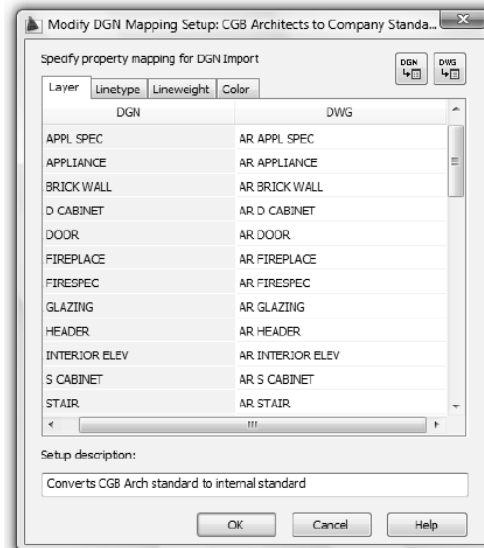 Modify DGN Mapping Setup: CGB Architects to Company Standa...
Specify property mapping for DGN Import
DGN
DWG
Layer Linetype Lineweight Color
DGN DWG
APPL SPEC AR APPL SPEC
APPLIANCE AR APPLIANCE
BRICK WALL AR BRICK WALL
D CABINET AR D CABINET
DOOR AR DOOR
FIREPLACE AR FIREPLACE
FIRESPEC AR FIRESPEC
GLAZING AR GLAZING
HEADER AR HEADER
INTERIOR ELEV AR INTERIOR ELEV
S CABINET AR S CABINET
STAIR AR STAIR
Setup description:
Converts CGB Arch standard to internal standard
OK Cancel Help